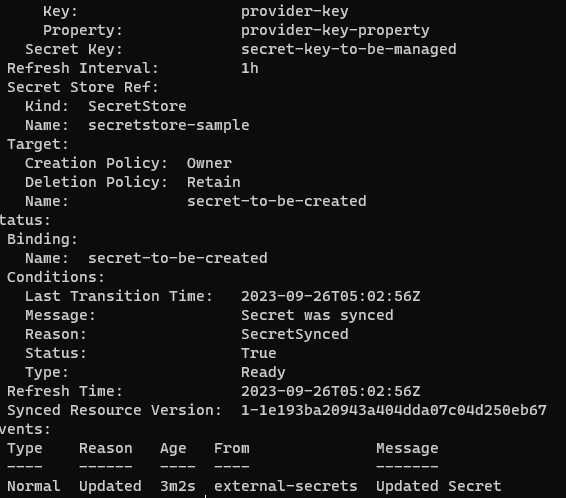 Key:                   provider-key
Property:              provider-key-property
Secret Key:              secret-key-to-be-managed
Refresh Interval:          1h
Secret Store Ref:
Kind:  SecretStore
Name:  secretstore-sample
Target:
Creation Policy:  Owner
Deletion Policy:  Retain
Name:             secret-to-be-created
tatus:
Binding:
Name:  secret-to-be-created
Conditions:
Last Transition Time:   2023-09-26T05:02:56Z
Message:                Secret was synced
Reason:                 SecretSynced
Status:                 True
Type:                   Ready
Refresh Time:             2023-09-26T05:02:56Z
Synced Resource Version:  1-1e193ba20943a404dda07c04d250eb67
vents:
Type    Reason   Age   From              Message
----    ------   ----  ----              -------
Normal  Updated  3m2s  external-secrets  Updated Secret